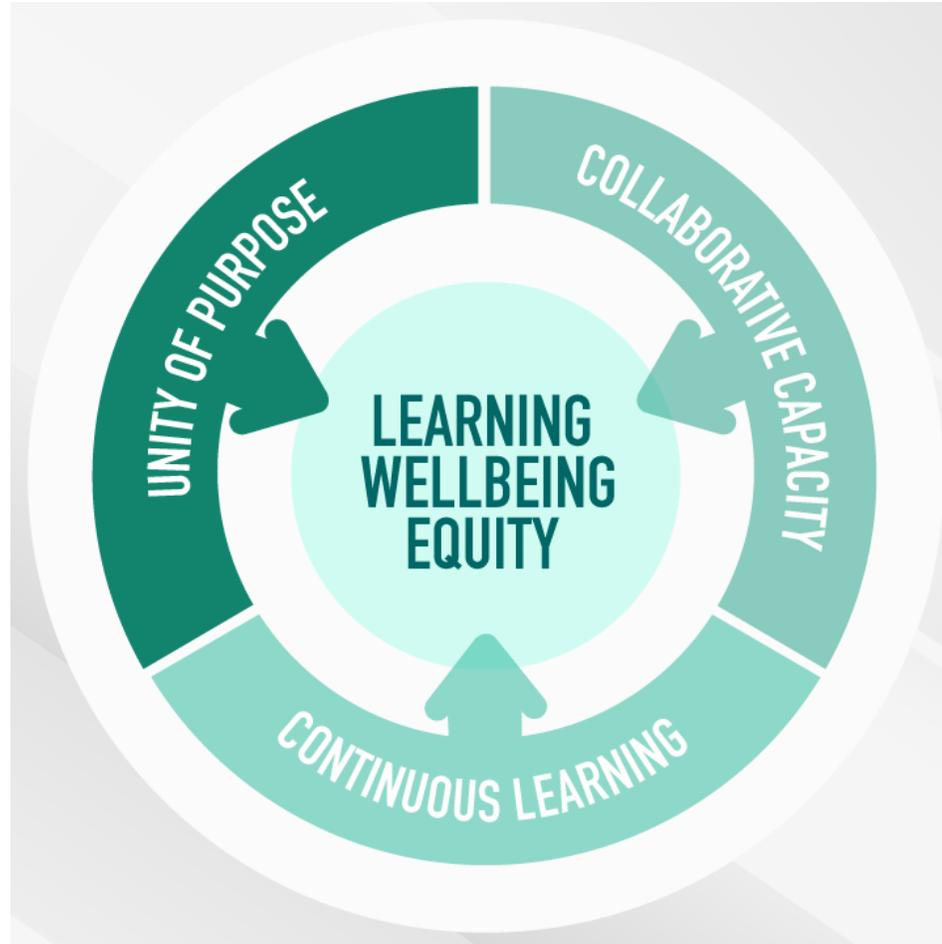 UNITY OF PURPOSE
COLLABORATIVE CAPACITY
LEARNING
WELLBEING
EQUITY
CONTINUOUS LEARNING